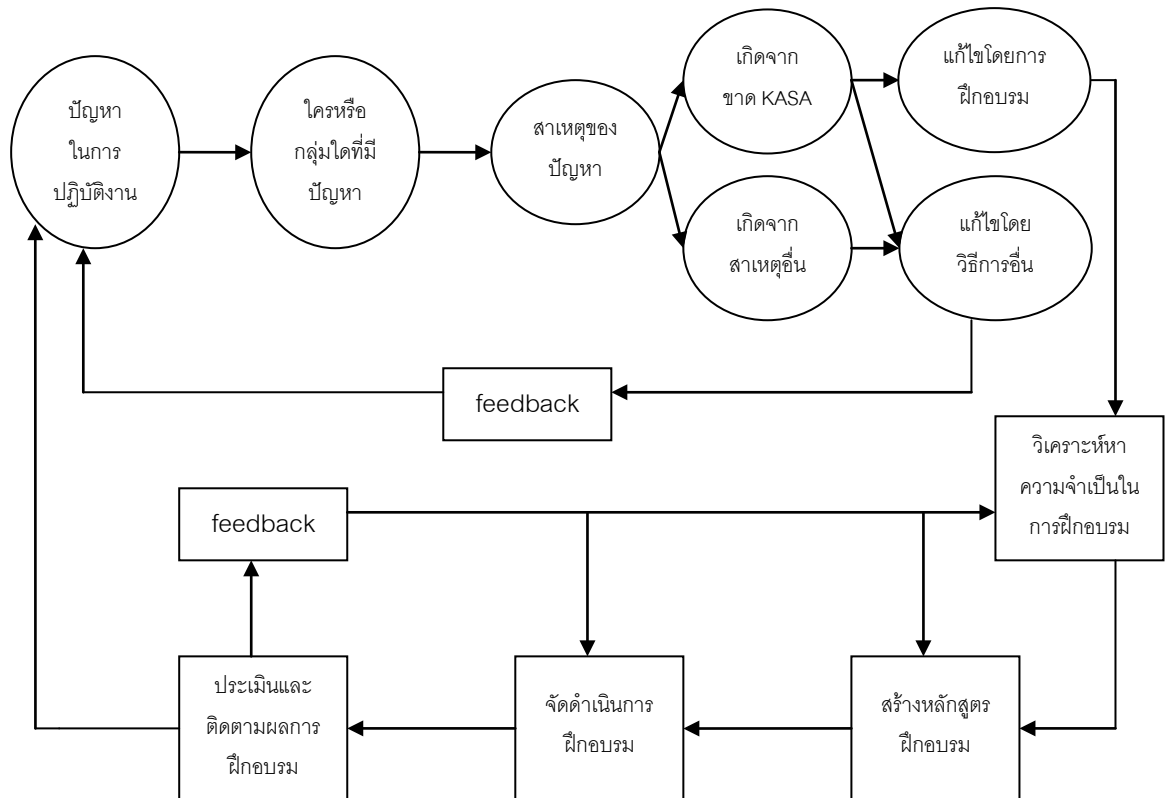 ปัญหา
ในการ
ปฏิบัติงาน
ใครหรือ
กลุ่มใดที่มี
ปัญหา
สาเหตุของ
ปัญหา
เกิดจาก
ขาด KASA
แก้ไขโดยการ
ฝึกอบรม
เกิดจาก
สาเหตุอื่น
แก้ไขโดย
วิธีการอื่น
feedback
วิเคราะห์หา
ความจำเป็นใน
การฝึกอบรม
feedback
ประเมินและ
ติดตามผลการ
ฝึกอบรม
จัดดำเนินการ
ฝึกอบรม
สร้างหลักสูตร
ฝึกอบรม